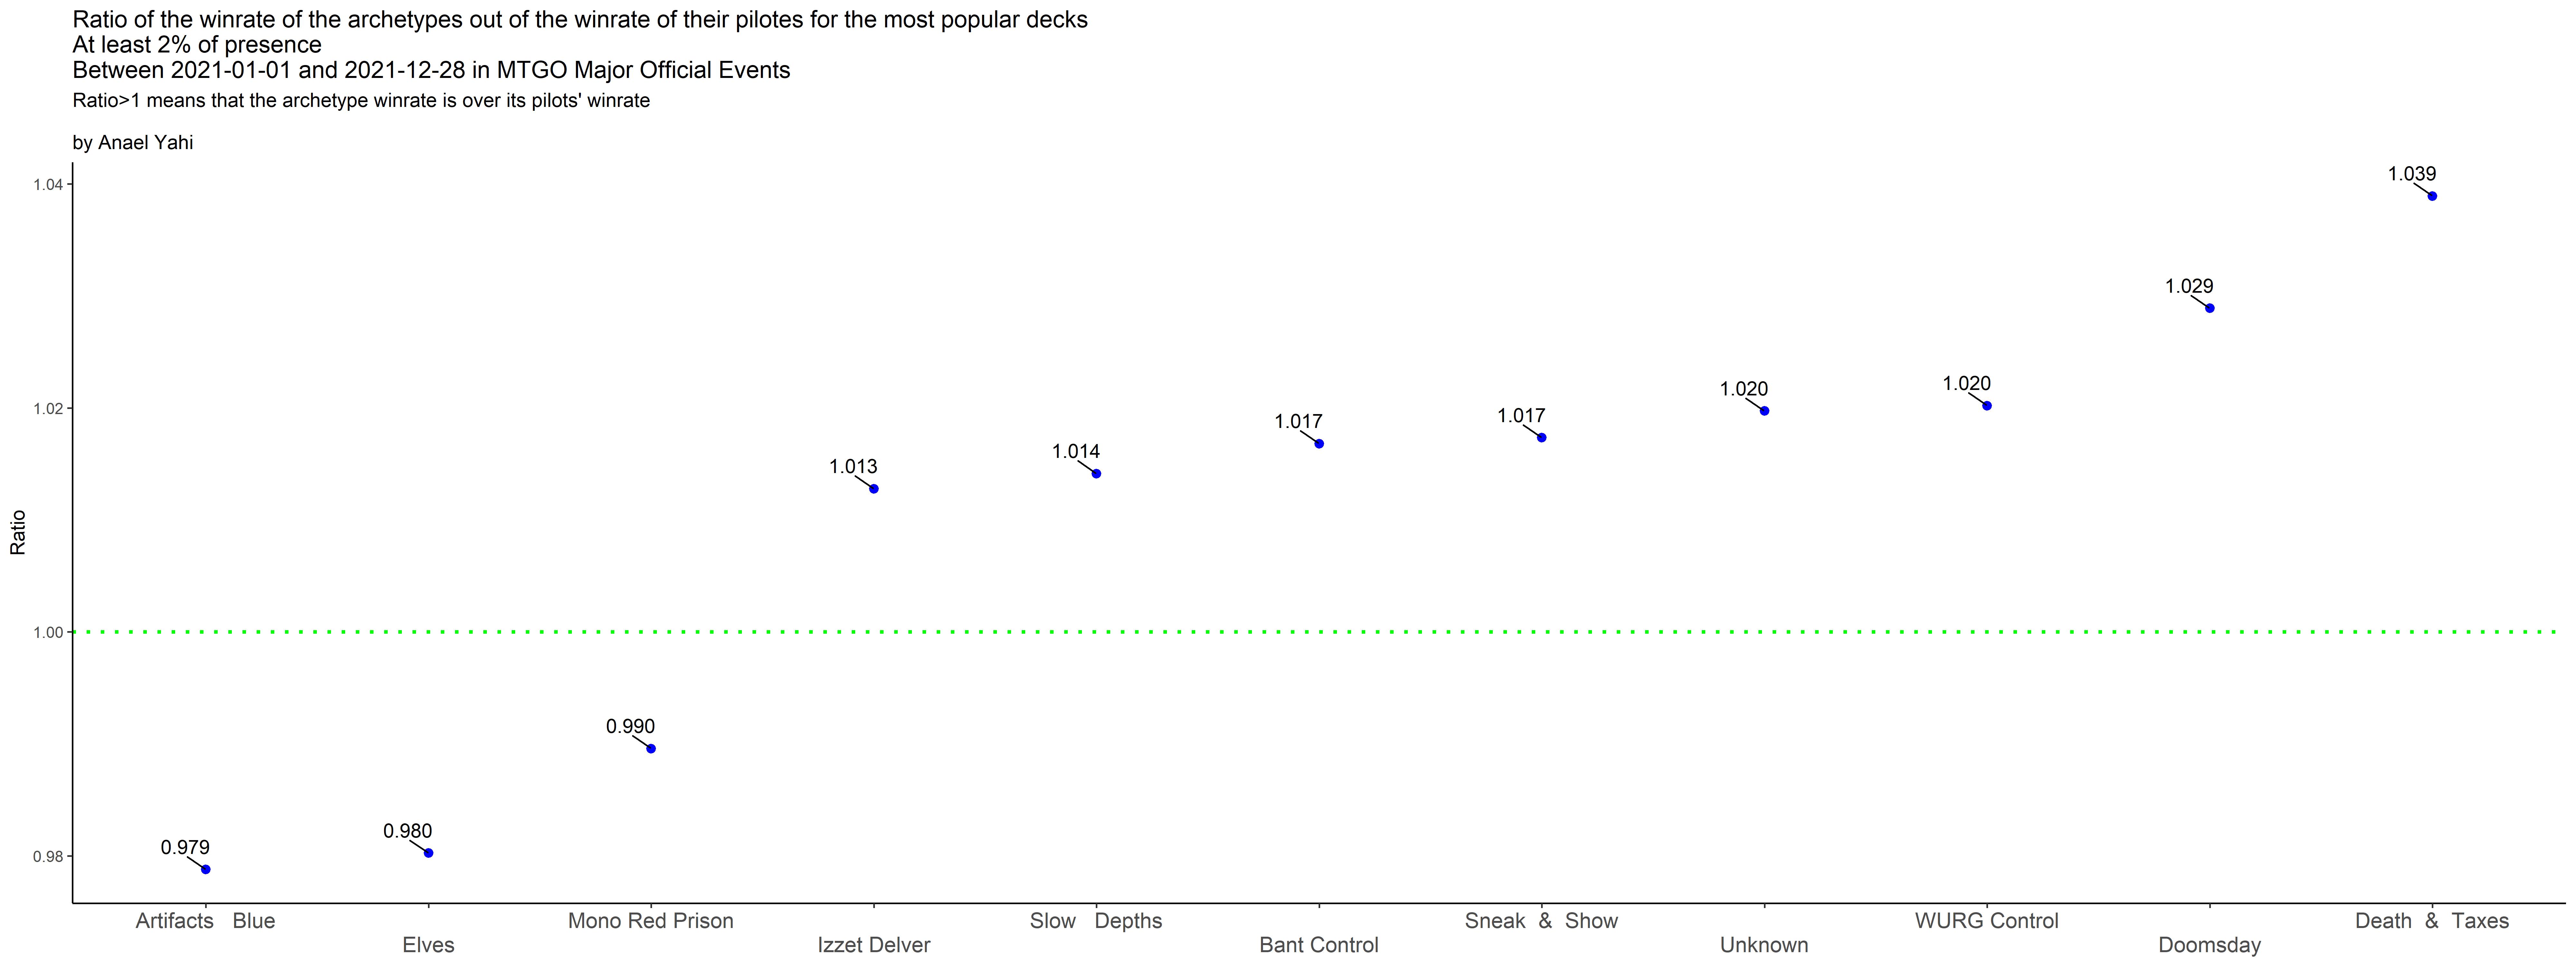 Ratio of the winrate of the archetypes out of the winrate of their pilotes for the most popular decks
At least 2% of presence
Between 2021-01-01 and 2021-12-28 in MTGO Major Official Events
Ratio>1 means that the archetype winrate is over its pilots' winrate
by Anael Yahi
Ratio
1.04
1.02
1.00
0.98
0.979
0.980
0.990
1.013
1.014
1.017
1.017
1.020
1.020
1.029
1.039
Artifacts Blue
Elves
Mono Red Prison
Izzet Delver
Slow Depths
Bant Control
Sneak & Show
Unknown
WURG Control
Doomsday
Death & Taxes